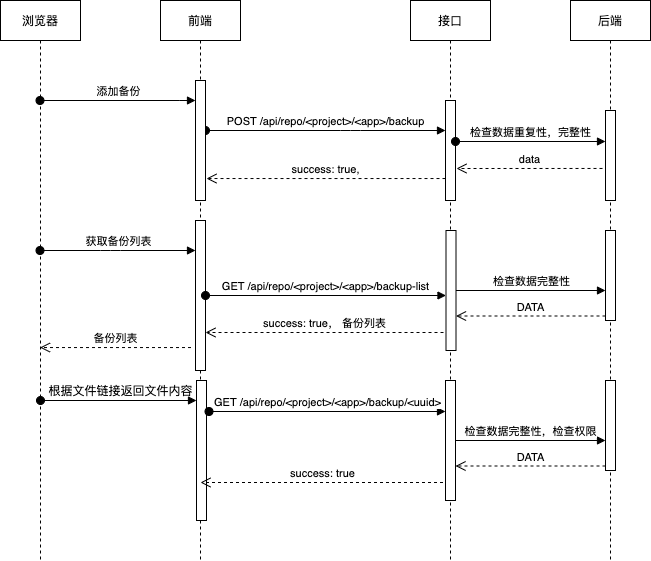 浏览器
前端
接口
后端
添加备份
POST /api/repo/<project>/<app>/backup
检查数据重复性，完整性
data
success: true,
获取备份列表
GET /api/repo/<project>/<app>/backup-list
检查数据完整性
DATA
success: true， 备份列表
备份列表
根据文件链接返回文件内容
GET /api/repo/<project>/<app>/backup/<uuid>
检查数据完整性，检查权限
DATA
success: true